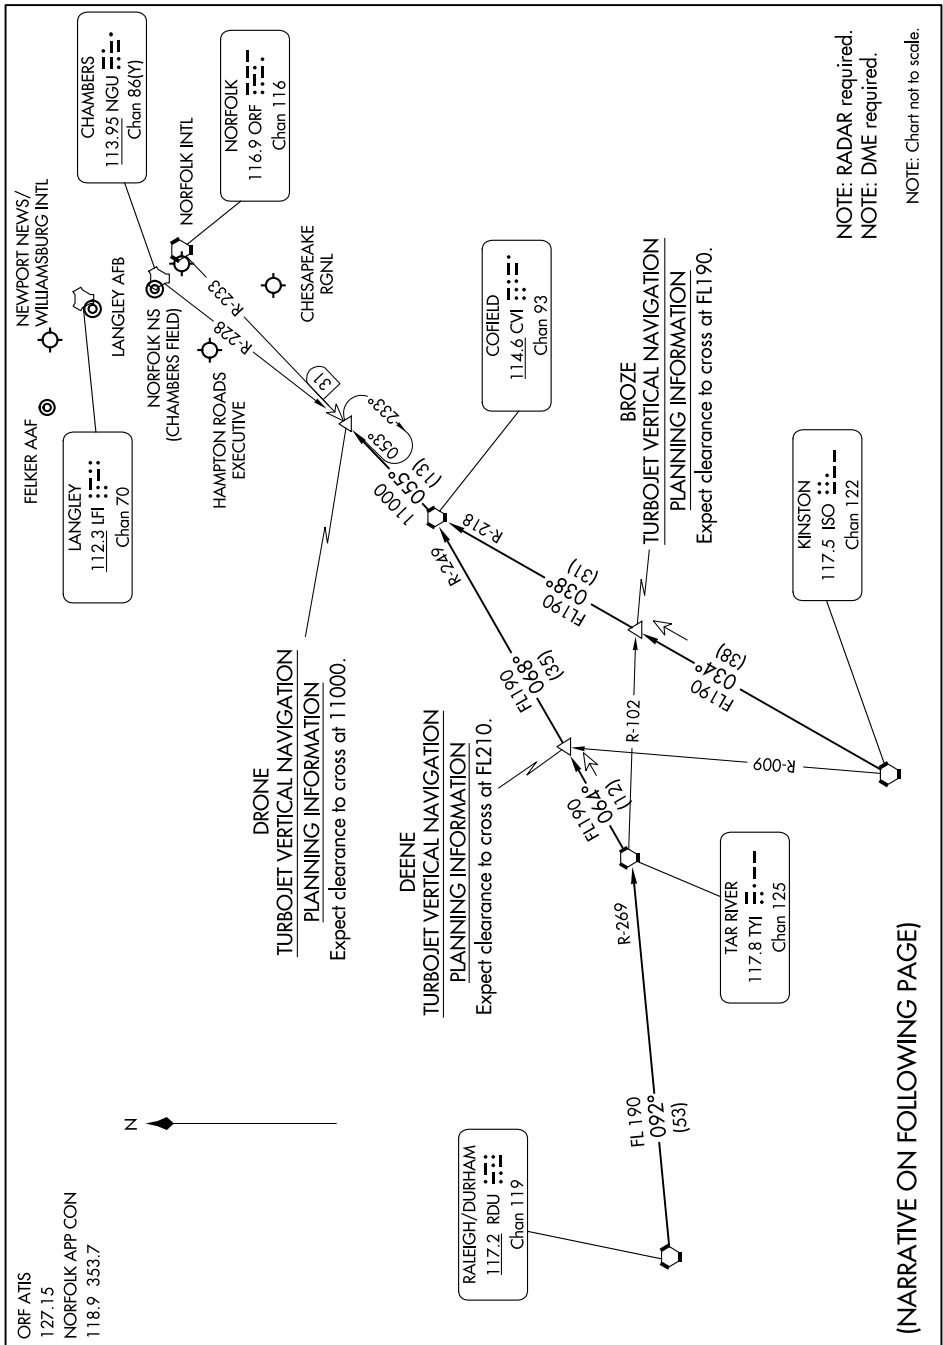 ORF ATIS
127.15
NORFOLK APP CON
118.9 353.7
N
FELKER AAF
NEWPORT NEWS/
WILLIAMSBURG INTL
LANGLEY
112.3 LFI
Chan 70
LANGLEY AFB
CHAMBERS
113.95 NGU
Chan 86(Y)
NORFOLK NS
(CHAMBERS FIELD)
NORFOLK INTL
HAMPTON ROADS
EXECUTIVE
NORFOLK
116.9 ORF
Chan 116
CHESAPEAKE
RGNL
R-233
R-228
31
233°
053°
11000
055°
(13)
DRONE
TURBOJET VERTICAL NAVIGATION
PLANNING INFORMATION
Expect clearance to cross at 11000.
COFIELD
114.6 CVI
Chan 93
R-249
R-218
DEENE
TURBOJET VERTICAL NAVIGATION
PLANNING INFORMATION
Expect clearance to cross at FL210.
FL190
068°
(35)
FL190
038°
(31)
BROZE
TURBOJET VERTICAL NAVIGATION
PLANNING INFORMATION
Expect clearance to cross at FL190.
RALEIGH/DURHAM
117.2 RDU
Chan 119
FL 190
092°
(53)
R-269
FL190
064°
(12)
R-102
R-009
FL190
034°
(38)
TAR RIVER
117.8 TYI
Chan 125
KINSTON
117.5 ISO
Chan 122
NOTE: RADAR required.
NOTE: DME required.
NOTE: Chart not to scale.
(NARRATIVE ON FOLLOWING PAGE)